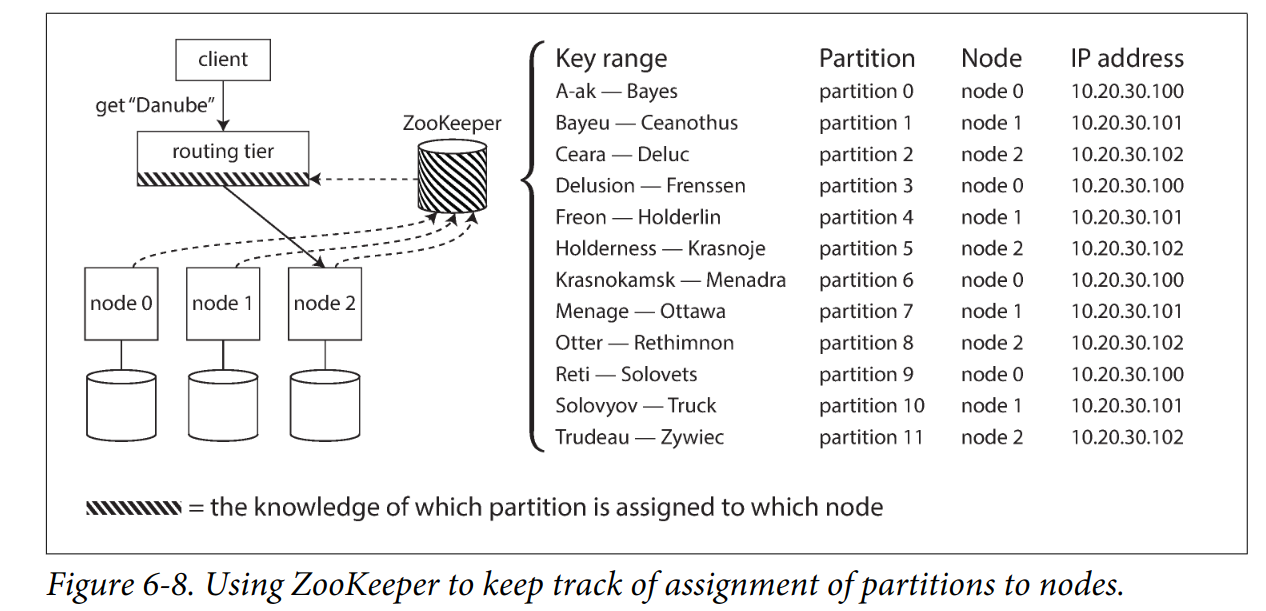 client
get “Danube”
routing tier
ZooKeeper
node 0
node 1
node 2
Key range Partition Node IP address
A-ak — Bayes partition 0 node 0 10.20.30.100
Bayeu — Ceanothus partition 1 node 1 10.20.30.101
Ceara — Deluc partition 2 node 2 10.20.30.102
Delusion — Frenssen partition 3 node 0 10.20.30.100
Freon — Holderlin partition 4 node 1 10.20.30.101
Holderness — Krasnoje partition 5 node 2 10.20.30.102
Krasnokamsk — Menadra partition 6 node 0 10.20.30.100
Menage — Ottawa partition 7 node 1 10.20.30.101
Otter — Rethimnon partition 8 node 2 10.20.30.102
Reti — Solovets partition 9 node 0 10.20.30.100
Solovyov — Truck partition 10 node 1 10.20.30.101
Trudeau — Zywiec partition 11 node 2 10.20.30.102
= the knowledge of which partition is assigned to which node
Figure 6-8. Using ZooKeeper to keep track of assignment of partitions to nodes.